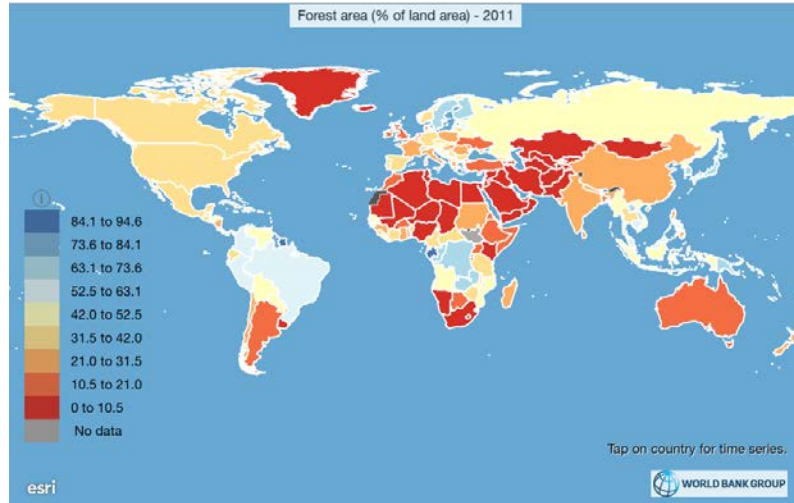 Forest area (% of land area) - 2011
i
84.1 to 94.6
73.6 to 84.1
63.1 to 73.6
52.5 to 63.1
42.0 to 52.5
31.5 to 42.0
21.0 to 31.5
10.5 to 21.0
0 to 10.5
No data
Tap on country for time series.
esri
WORLD BANK GROUP